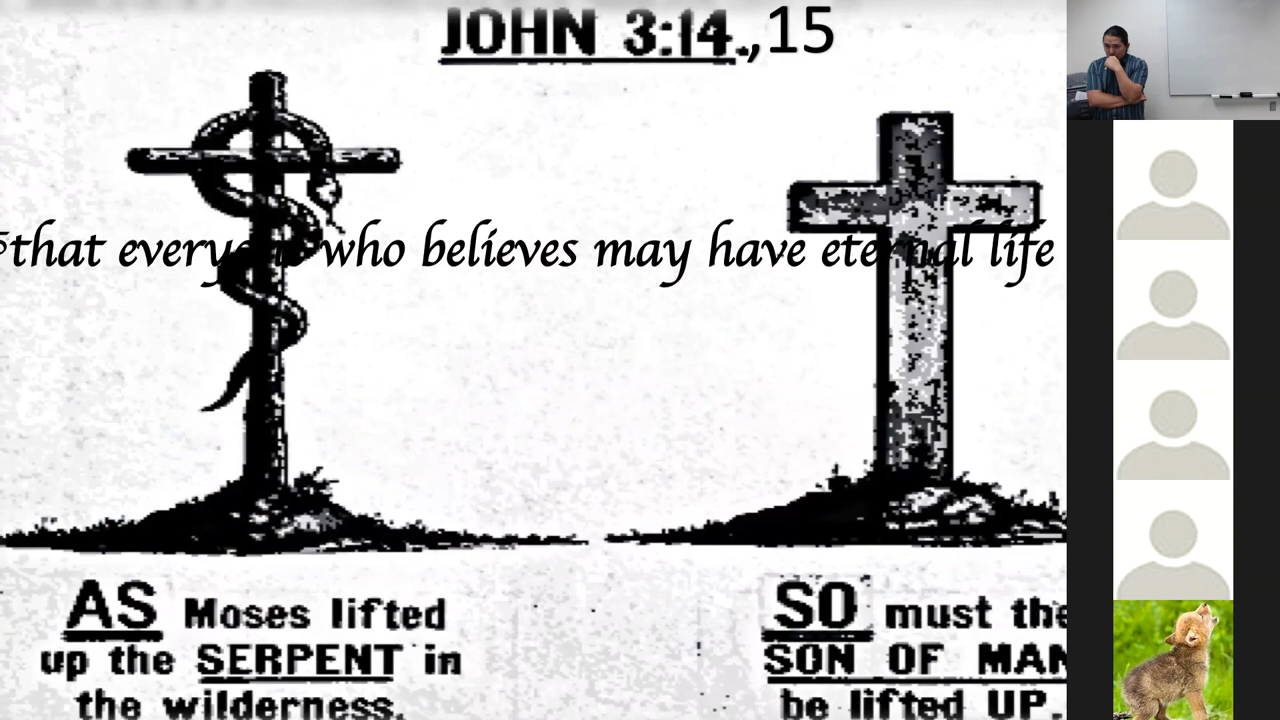 JOHN 3:14.,15
that everyone who believes may have eternal life
AS Moses lifted
up the SERPENT in
the wilderness.
SO must the
SON OF MAN
be lifted UP.